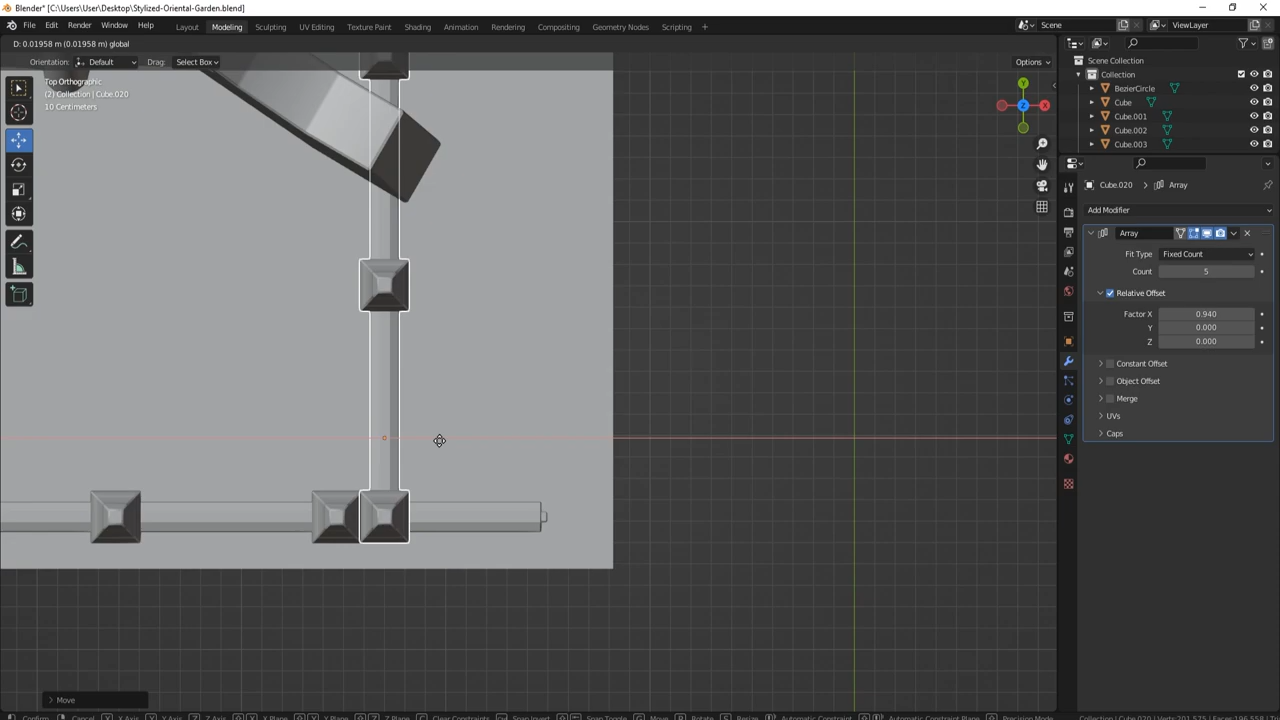 Blender* [C:\Users\User\Desktop\Stylized-Oriental-Garden.blend]
File Edit Render Window Help Layout Modeling Sculpting UV Editing Texture Paint Shading Animation Rendering Compositing Geometry Nodes Scripting + Scene ViewLayer
D: 0.01958 m (0.01958 m) global
Orientation: Default Drag: Select Box Options
Top Orthographic
(2) Collection | Cube.020
10 Centimeters
Y
Z
X
Scene Collection
Collection
BezierCircle
Cube
Cube.001
Cube.002
Cube.003
Cube.020 > Array
Add Modifier
Array
Fit Type Fixed Count
Count 5
Relative Offset
Factor X 0.940
Y 0.000
Z 0.000
Constant Offset
Object Offset
Merge
UVs
Caps
Move